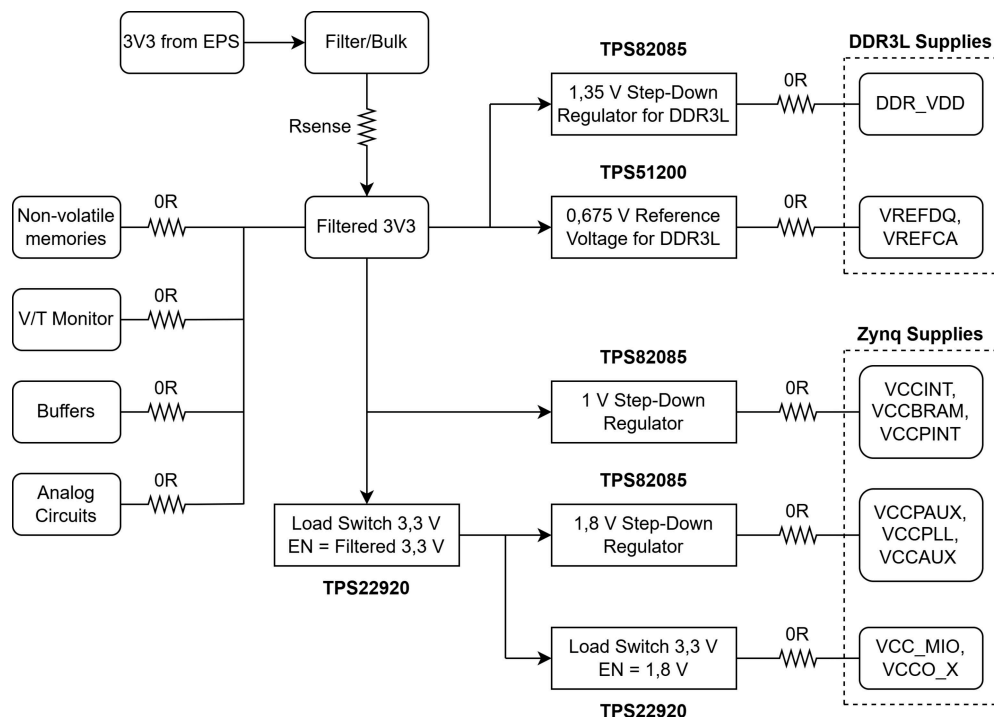 3V3 from EPS
Filter/Bulk
Rsense
Filtered 3V3
Non-volatile
memories
0R
V/T Monitor
0R
Buffers
0R
Analog
Circuits
0R
Load Switch 3,3 V
EN = Filtered 3,3 V
TPS22920
TPS82085
1,35 V Step-Down
Regulator for DDR3L
0R
DDR3L Supplies
DDR_VDD
TPS51200
0,675 V Reference
Voltage for DDR3L
0R
VREFDQ,
VREFCA
Zynq Supplies
TPS82085
1 V Step-Down
Regulator
0R
VCCINT,
VCCBRAM,
VCCPINT
TPS82085
1,8 V Step-Down
Regulator
0R
VCCPAUX,
VCCPLL,
VCCAUX
Load Switch 3,3 V
EN = 1,8 V
TPS22920
0R
VCC_MIO,
VCCO_X